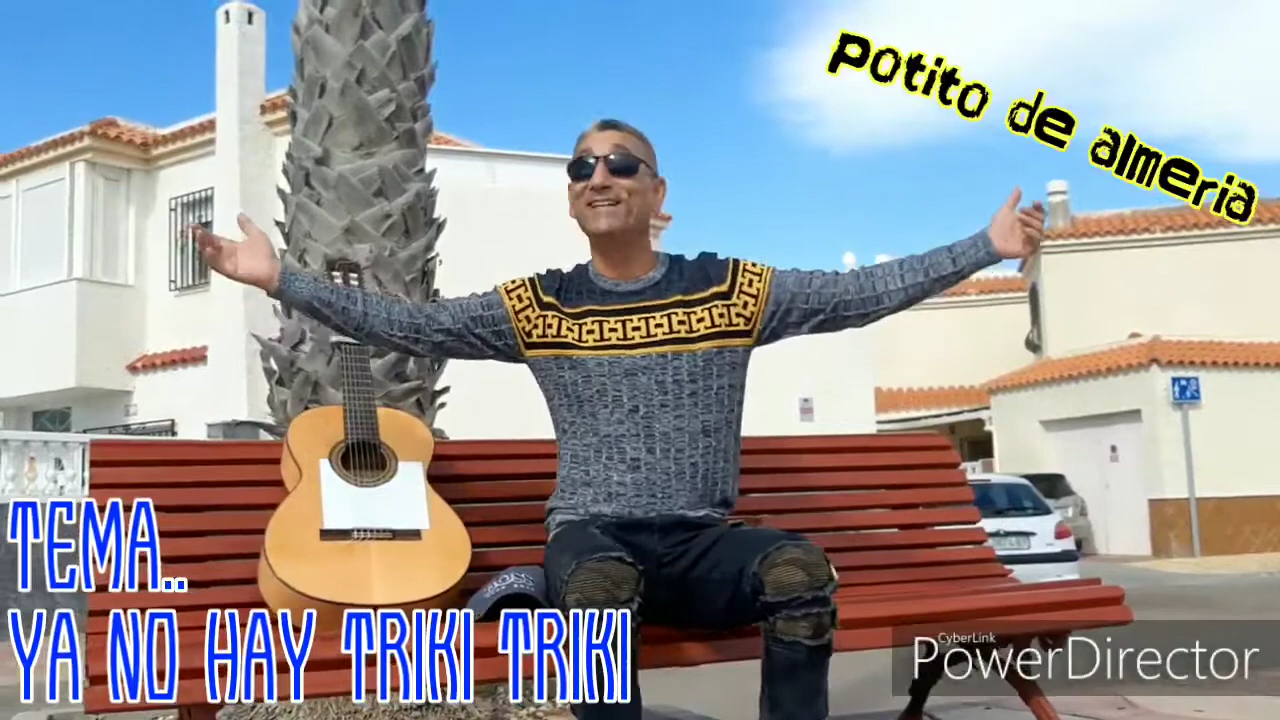 Potito de almeria
TEMA..
YA NO HAY TRIKI TRIKI
CyberLink
PowerDirector